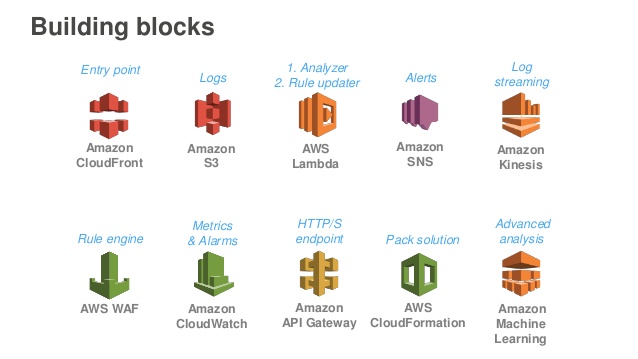 Building blocks
Entry point
Logs
1. Analyzer
2. Rule updater
Alerts
Log
streaming
Amazon
CloudFront
Amazon
S3
AWS
Lambda
Amazon
SNS
Amazon
Kinesis
Rule engine
Metrics
& Alarms
HTTP/S
endpoint
Pack solution
Advanced
analysis
AWS WAF
Amazon
CloudWatch
Amazon
API Gateway
AWS
CloudFormation
Amazon
Machine
Learning